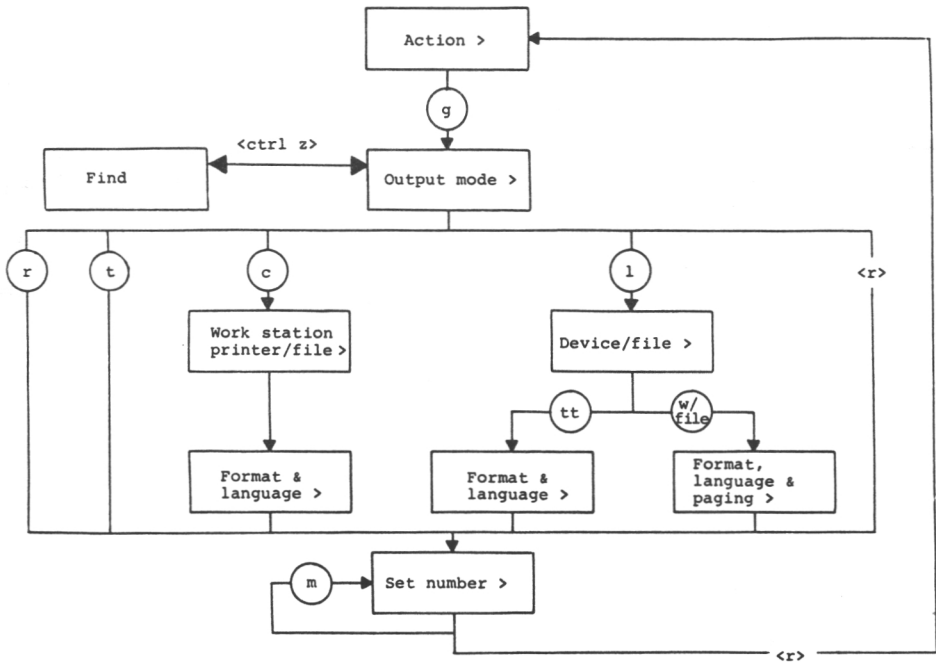 Action >
g
<ctrl z>
Find
Output mode >
r
t
c
l
<r>
Work station
printer/file >
Device/file >
tt
w/
file
Format &
language >
Format &
language >
Format,
language &
paging >
m
Set number >
<r>